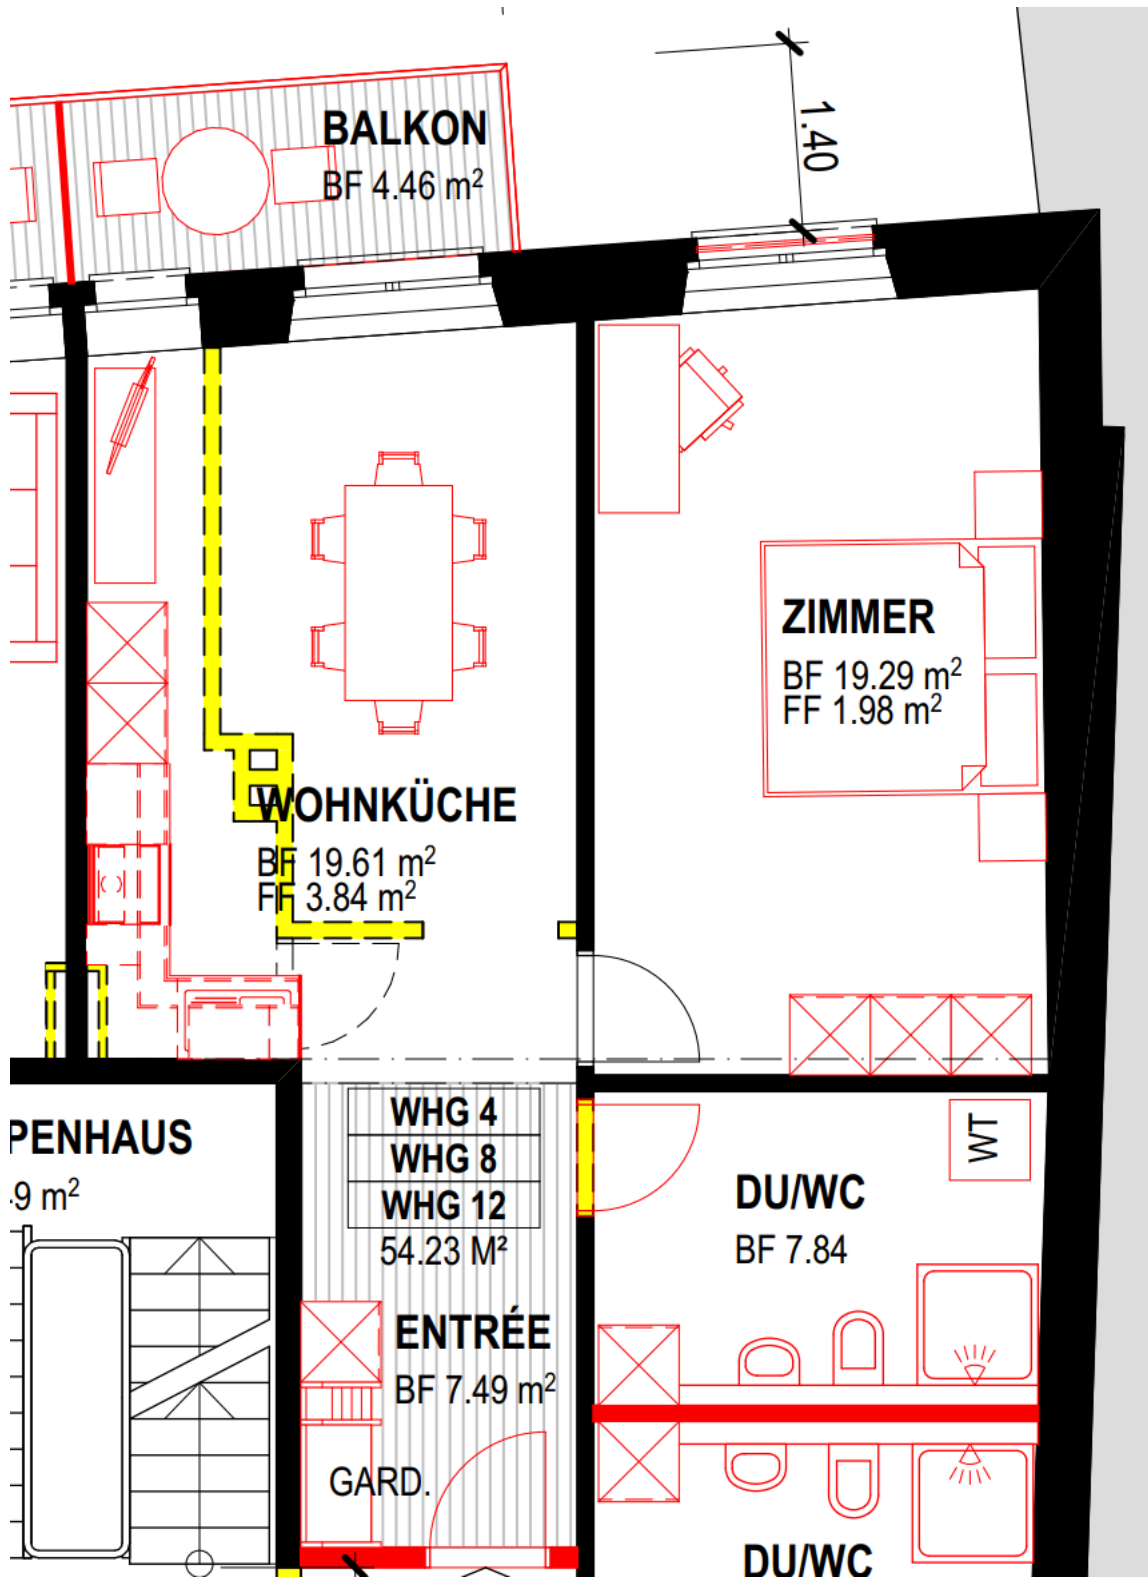 BALKON
BF 4.46 m²
1.40
ZIMMER
BF 19.29 m²
FF 1.98 m²
WOHNKÜCHE
BF 19.61 m²
FF 3.84 m²
WHG 4
WHG 8
WHG 12
54.23 M²
PENHAUS
9 m²
WT
DU/WC
BF 7.84
ENTRÉE
BF 7.49 m²
GARD.
DU/WC